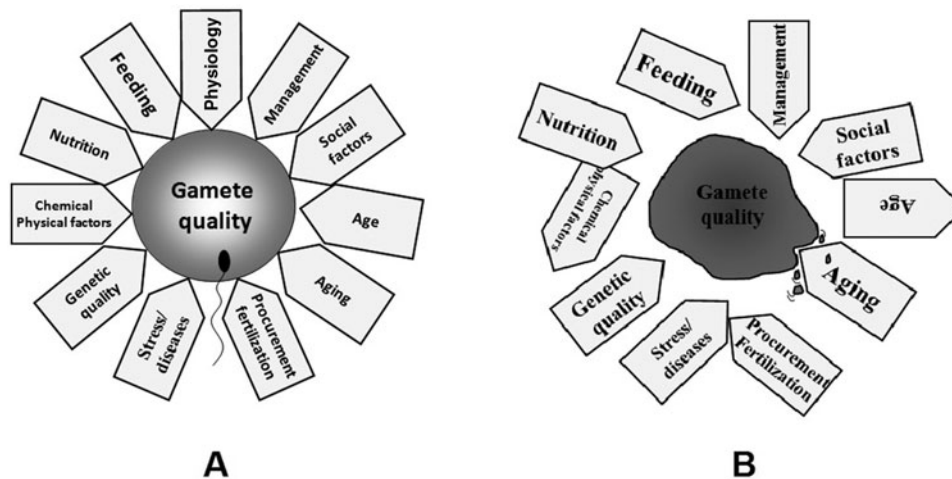 Physiology
Feeding
Management
Nutrition
Social
factors
Chemical
Physical factors
Gamete
quality
Age
Genetic
quality
Aging
Stress/
diseases
Procurement
fertilization
A
Management
Feeding
Nutrition
Social
factors
Chemical
physical factors
Gamete
quality
Age
Genetic
quality
Aging
Stress/
diseases
Procurement
Fertilization
B